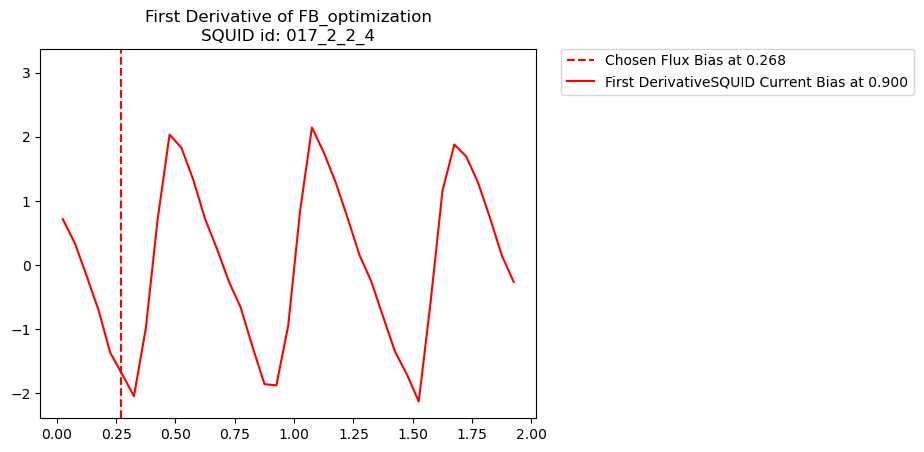 First Derivative of FB_optimization
SQUID id: 017_2_2_4
Chosen Flux Bias at 0.268
First DerivativeSQUID Current Bias at 0.900
3
2
1
0
−1
−2
0.00 0.25 0.50 0.75 1.00 1.25 1.50 1.75 2.00